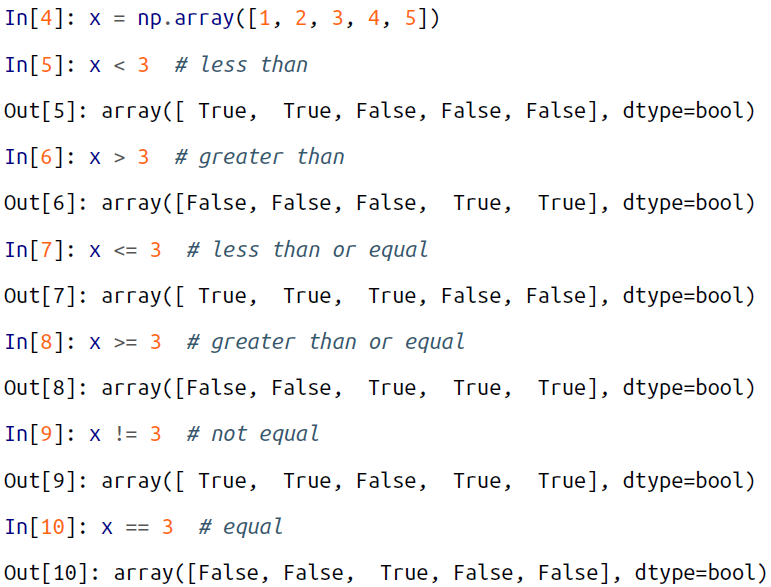 In[4]: x = np.array([1, 2, 3, 4, 5])
In[5]: x < 3  # less than
Out[5]: array([ True,  True, False, False, False], dtype=bool)
In[6]: x > 3  # greater than
Out[6]: array([False, False, False,  True,  True], dtype=bool)
In[7]: x <= 3  # less than or equal
Out[7]: array([ True,  True,  True, False, False], dtype=bool)
In[8]: x >= 3  # greater than or equal
Out[8]: array([False, False,  True,  True,  True], dtype=bool)
In[9]: x != 3  # not equal
Out[9]: array([ True,  True, False,  True,  True], dtype=bool)
In[10]: x == 3  # equal
Out[10]: array([False, False,  True, False, False], dtype=bool)